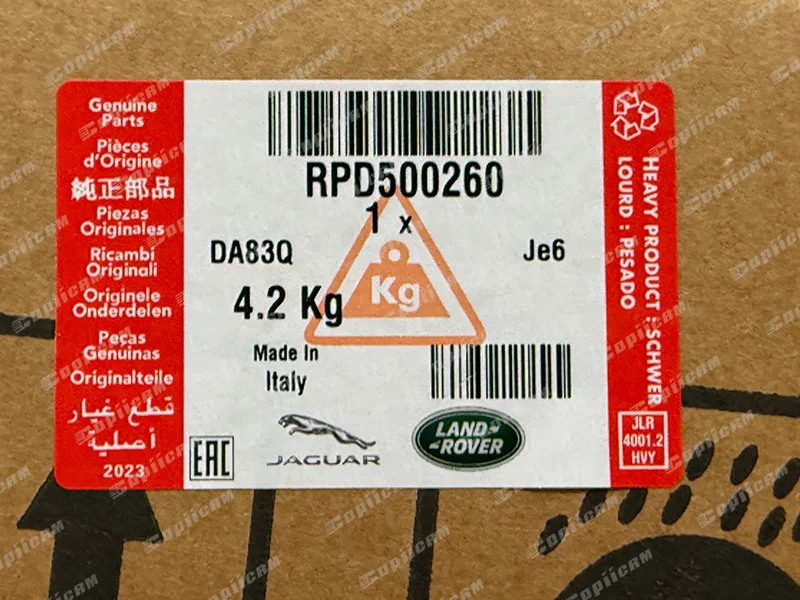 Genuine
Parts
Pièces
d'Origine
純正部品
Piezas
Originales
Ricambi
Originali
Originele
Onderdelen
Peças
Genuinas
Originalteile
قطع غيار
أصلية
2023
RPD500260
1 x
DA83Q
Je6
4.2 Kg
Kg
Made In
Italy
EAC
JAGUAR
LAND
ROVER
HEAVY PRODUCT : SCHWER
LOURD : PESADO
JLR
4001.2
HVY
Copiicam